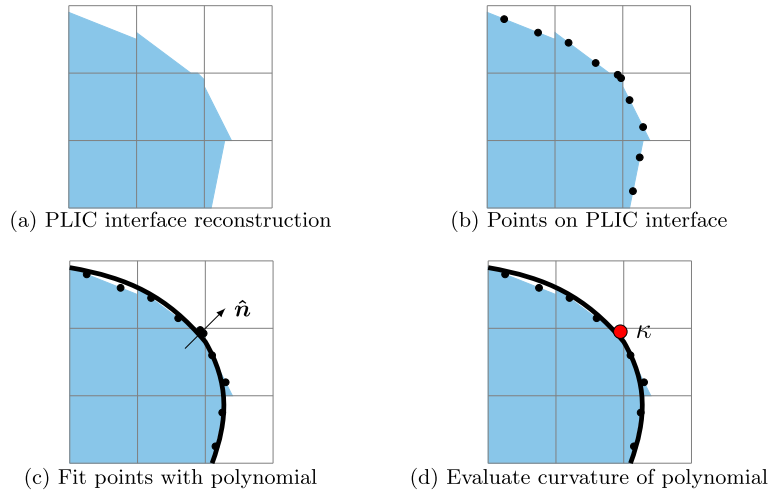 (a) PLIC interface reconstruction
(b) Points on PLIC interface
n̂
κ
(c) Fit points with polynomial
(d) Evaluate curvature of polynomial